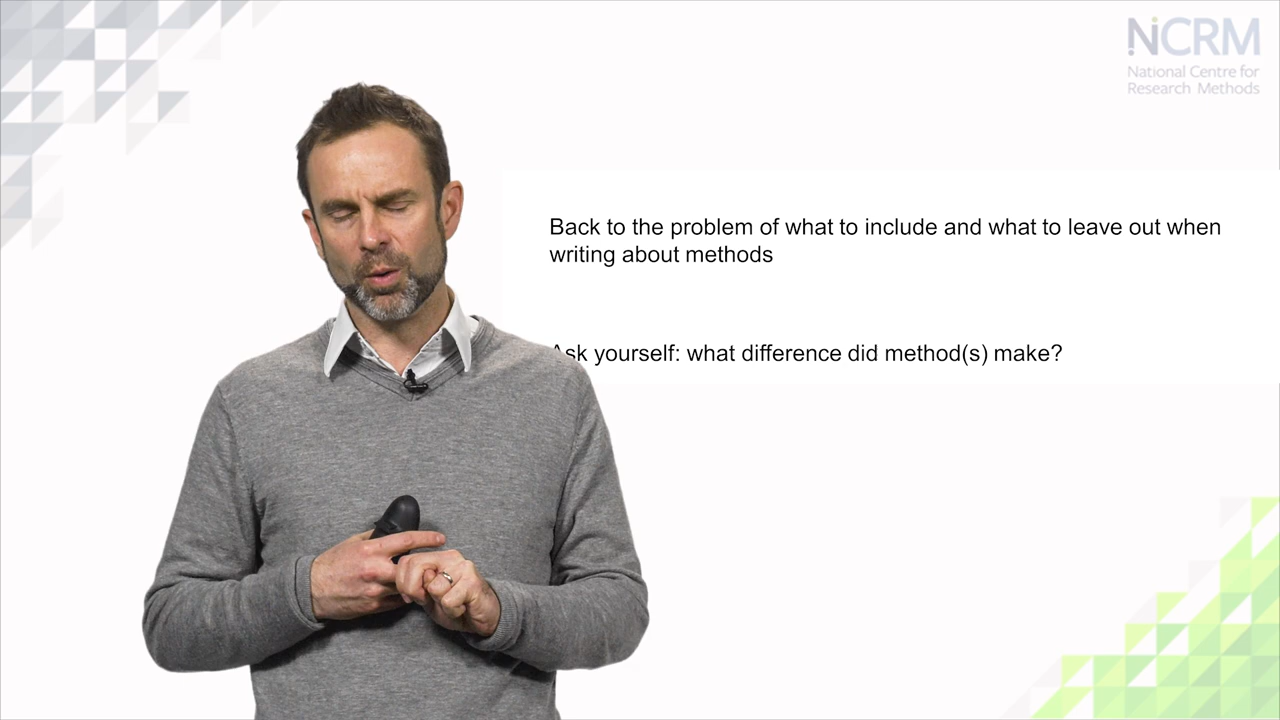 NCRM
National Centre for
Research Methods
Back to the problem of what to include and what to leave out when
writing about methods
Ask yourself: what difference did method(s) make?